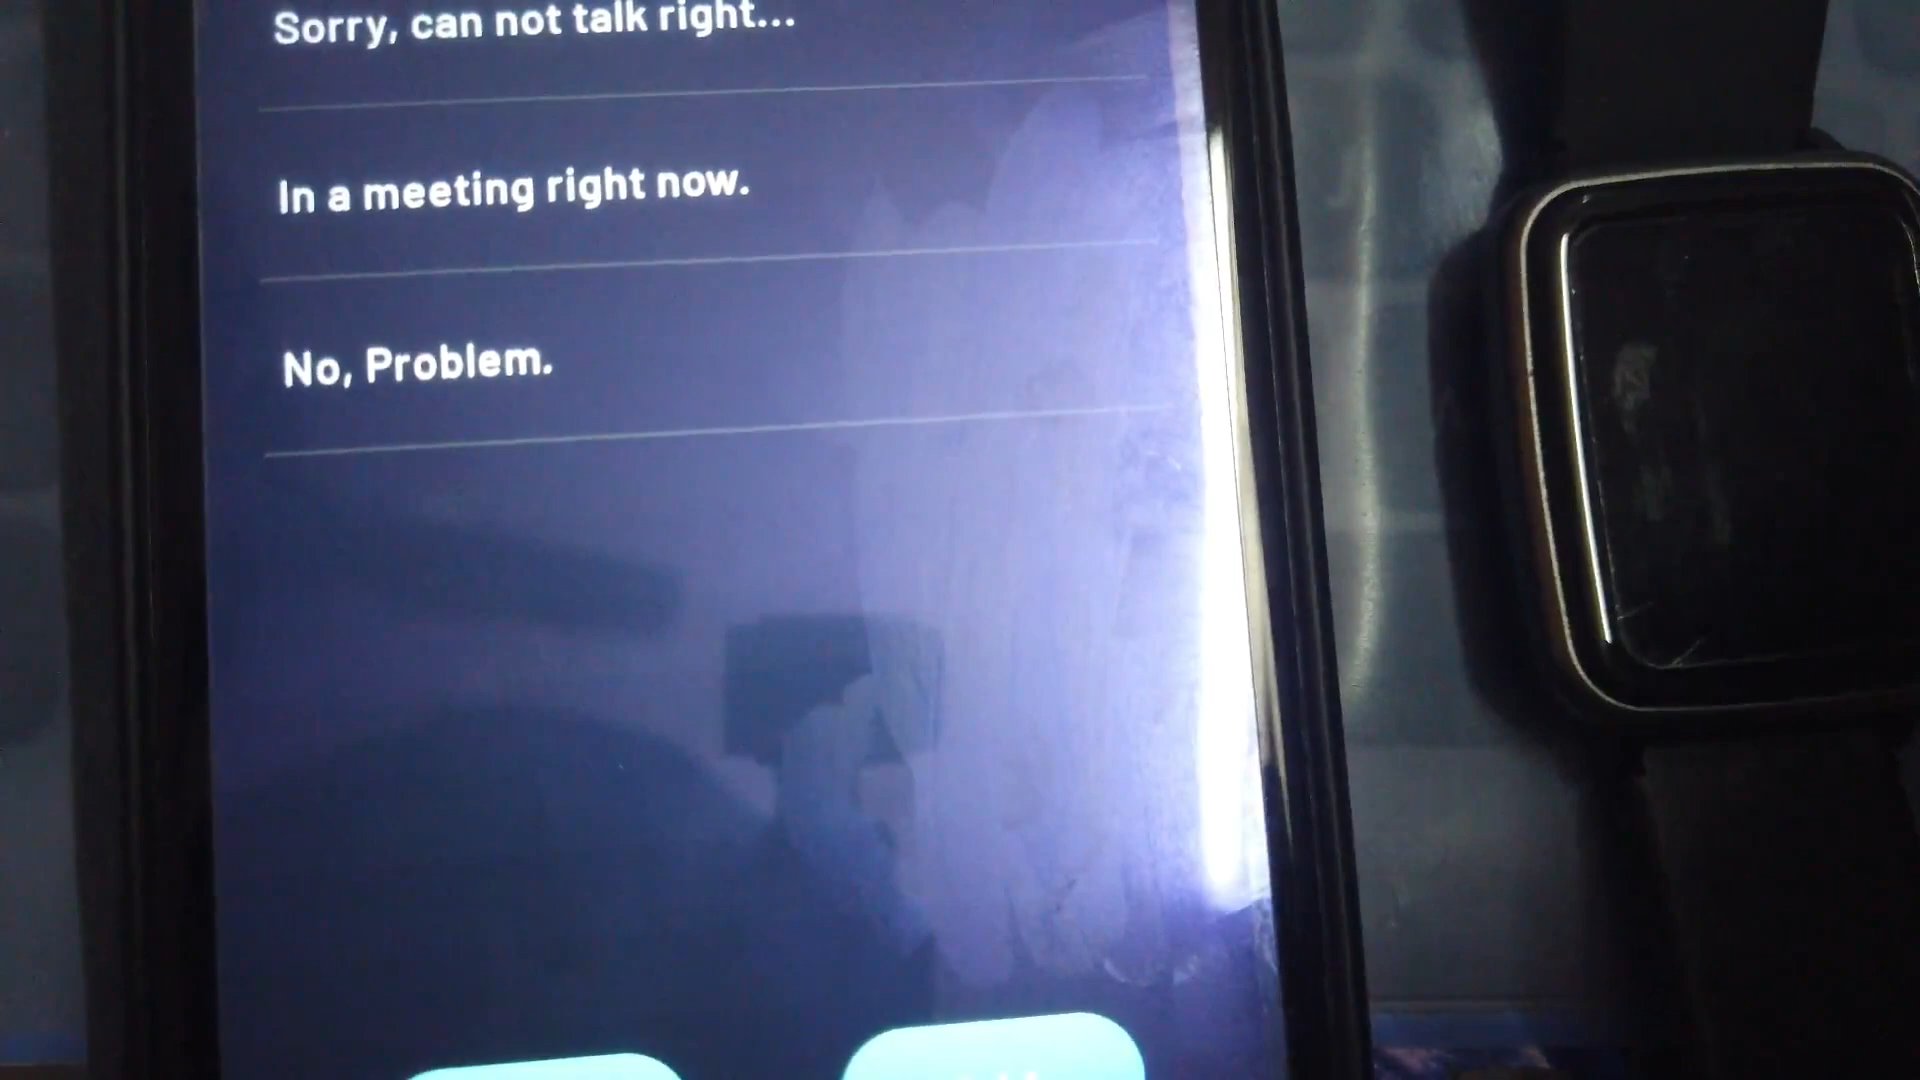 Sorry, can not talk right...
In a meeting right now.
No, Problem.